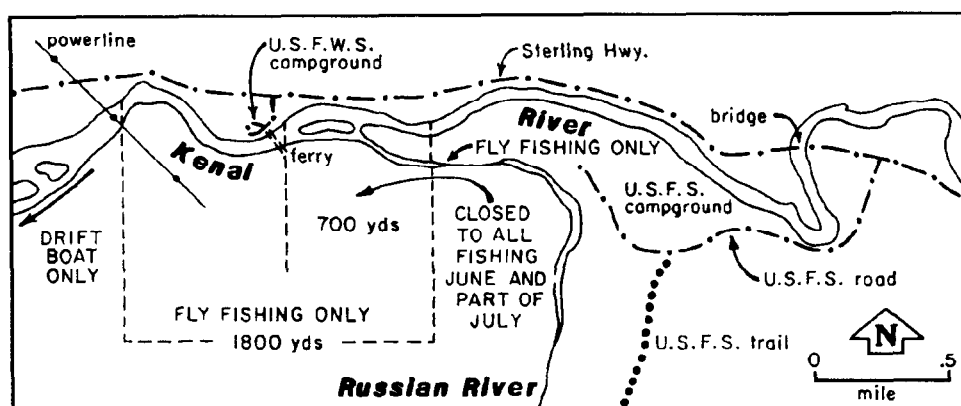 powerline
U.S.F.W.S.
campground
Sterling Hwy.
bridge
River
Kenal
ferry
FLY FISHING ONLY
U.S.F.S.
campground
700 yds
CLOSED
TO ALL
FISHING
JUNE AND
PART OF
JULY
DRIFT
BOAT
ONLY
U.S.F.S. road
FLY FISHING ONLY
1800 yds
U.S.F.S. trail
N
0 .5
mile
Russian River